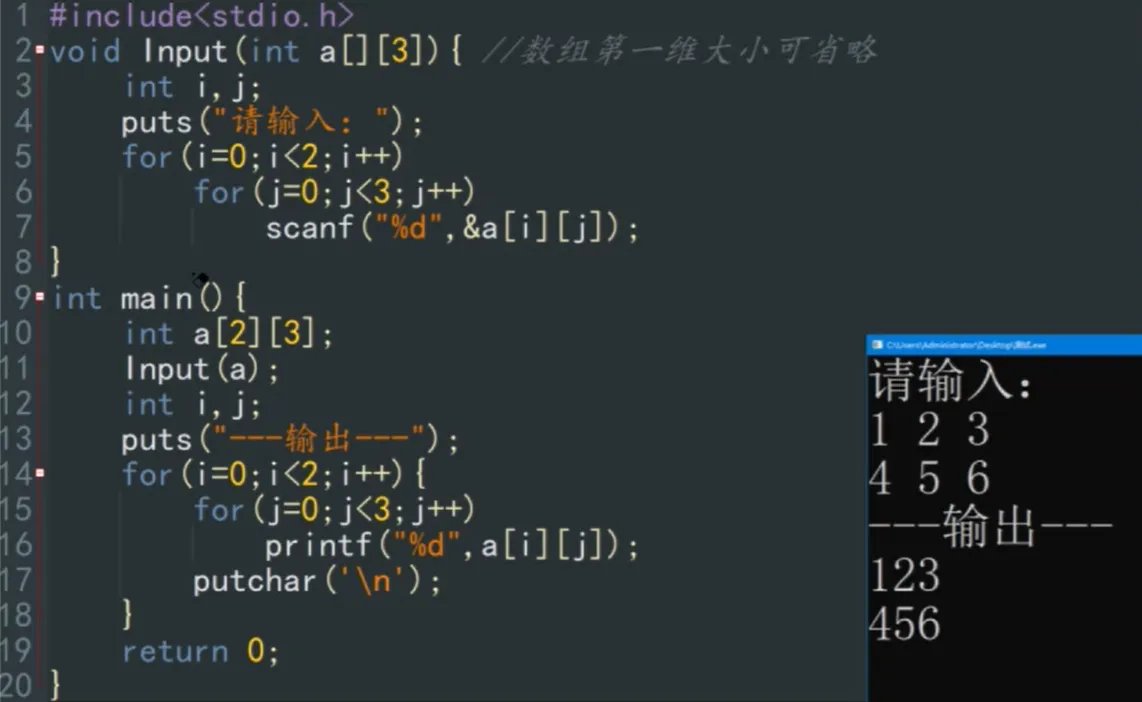 1 #include<stdio.h>
2 void Input(int a[][3]){ //数组第一维大小可省略
3 int i,j;
4 puts("请输入：");
5 for(i=0;i<2;i++)
6 for(j=0;j<3;j++)
7 scanf("%d",&a[i][j]);
8 }
9 int main(){
10 int a[2][3];
11 Input(a);
12 int i,j;
13 puts("---输出---");
14 for(i=0;i<2;i++){
15 for(j=0;j<3;j++)
16 printf("%d",a[i][j]);
17 putchar('\n');
18 }
19 return 0;
20 }
C:\Users\Administrator\Desktop\测试.exe
请输入：
1 2 3
4 5 6
---输出---
123
456